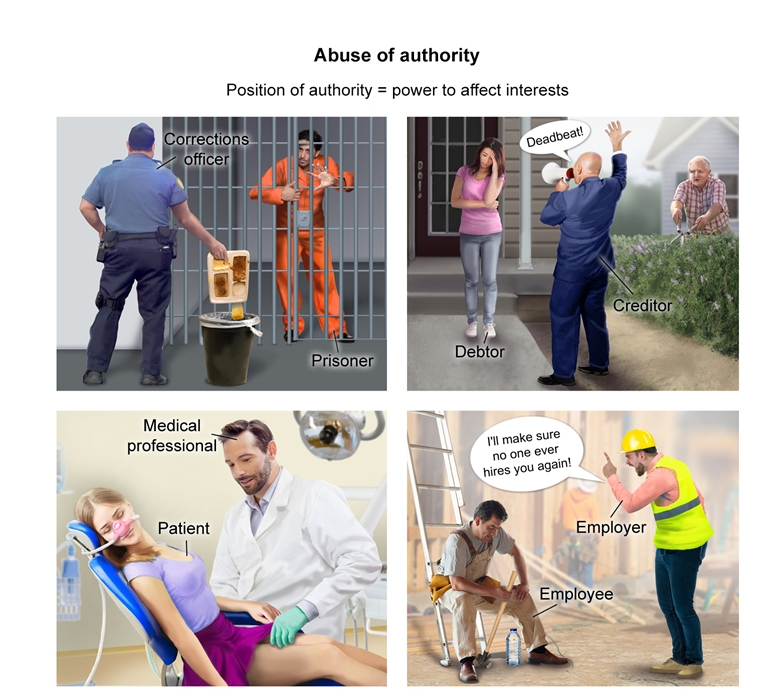 Abuse of authority
Position of authority = power to affect interests
Corrections
officer
Prisoner
Deadbeat!
Creditor
Debtor
Medical
professional
Patient
I'll make sure
no one ever
hires you again!
Employer
Employee